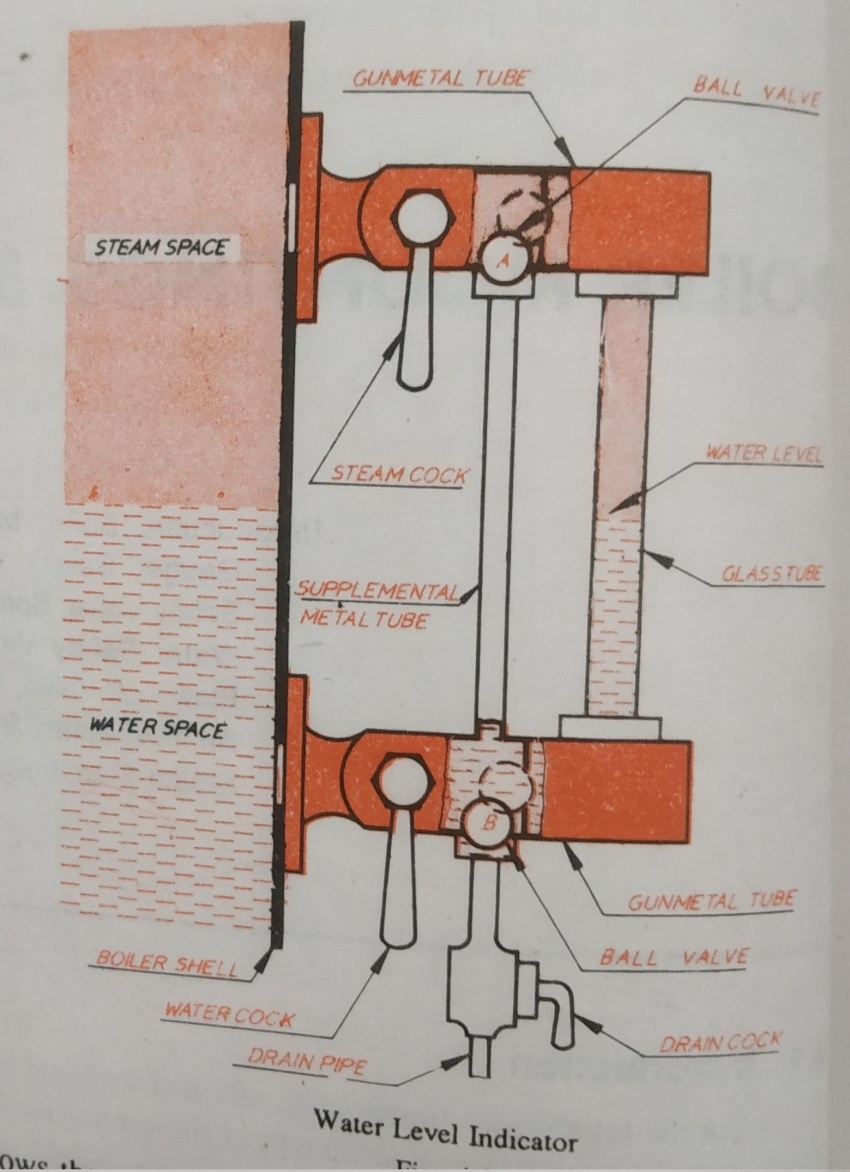 GUNMETAL TUBE
BALL VALVE
STEAM SPACE
A
STEAM COCK
WATER LEVEL
GLASS TUBE
SUPPLEMENTAL
METAL TUBE
WATER SPACE
B
GUNMETAL TUBE
BALL VALVE
BOILER SHELL
WATER COCK
DRAIN COCK
DRAIN PIPE
Water Level Indicator